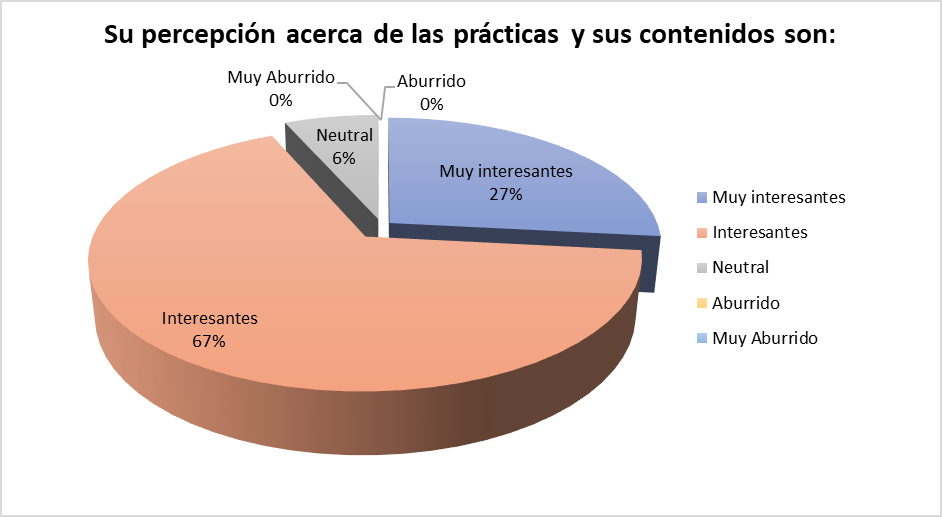 Su percepción acerca de las prácticas y sus contenidos son:
Muy Aburrido
0%
Aburrido
0%
Neutral
6%
Muy interesantes
27%
Interesantes
67%
Muy interesantes
Interesantes
Neutral
Aburrido
Muy Aburrido